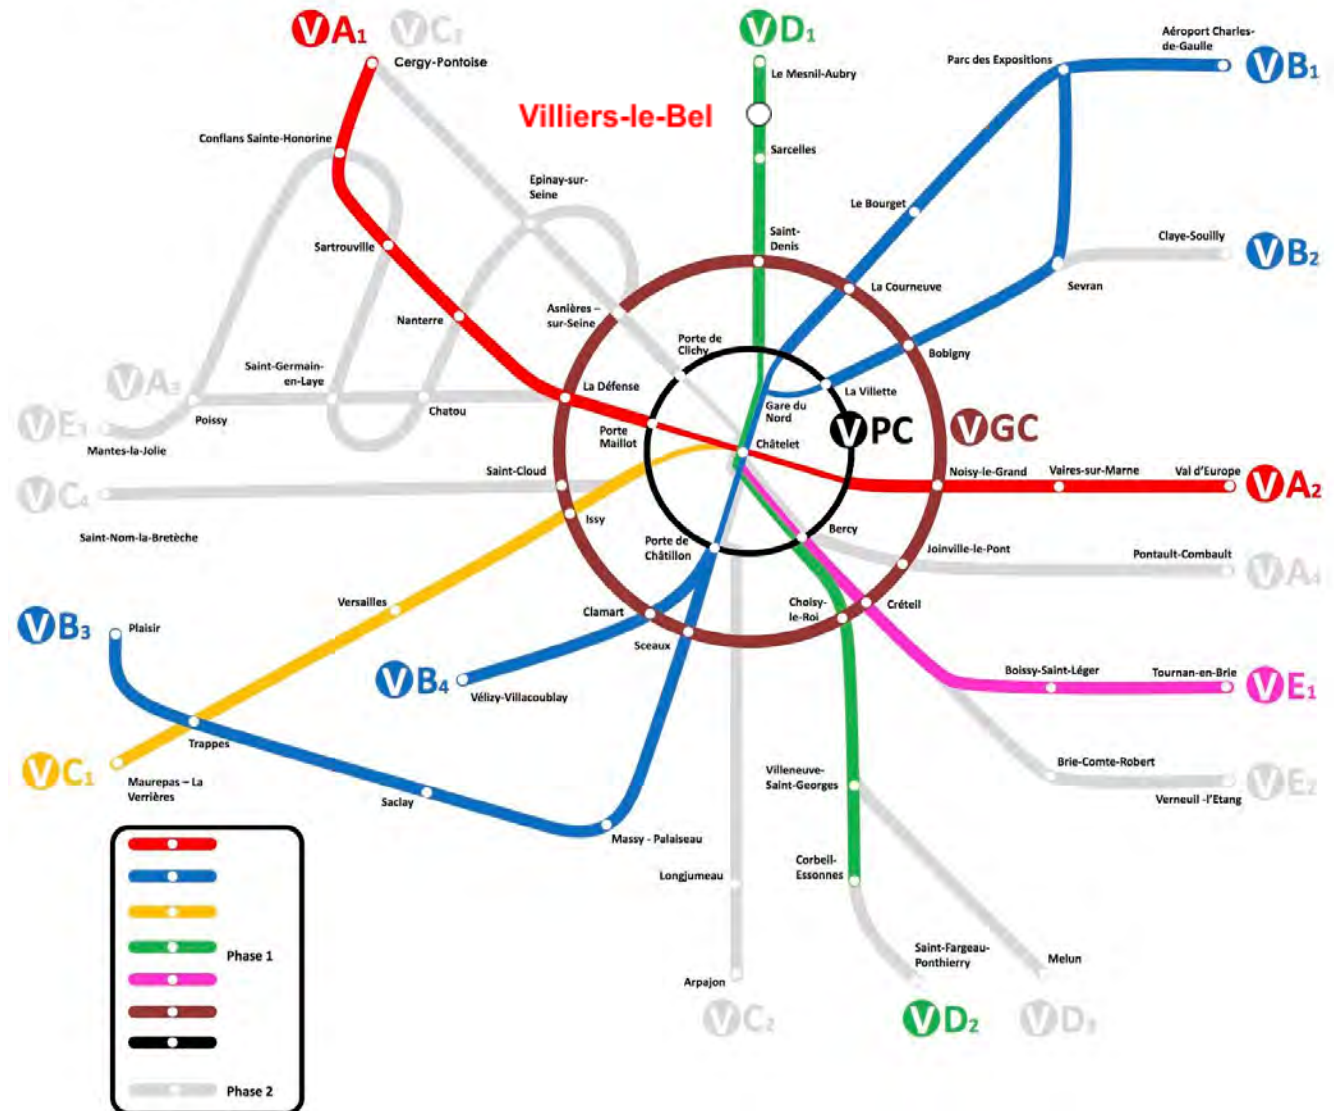 VA1
VC3
VD1
Aéroport Charles-
de-Gaulle
Cergy-Pontoise
Le Mesnil-Aubry
Parc des Expositions
VB1
Villiers-le-Bel
Conflans Sainte-Honorine
Sarcelles
Epinay-sur-
Seine
Le Bourget
Sartrouville
Saint-
Denis
Claye-Souilly
VB2
La Courneuve
Sevran
Nanterre
Asnières –
sur-Seine
Porte de
Clichy
Bobigny
VA3
Saint-Germain-
en-Laye
La Défense
La Villette
Poissy
Chatou
Gare du
Nord
VE3
Porte
Maillot
VPC
VGC
Mantes-la-Jolie
Châtelet
Saint-Cloud
Noisy-le-Grand
Vaires-sur-Marne
Val d'Europe
VA2
VC4
Issy
Bercy
Saint-Nom-la-Bretèche
Porte de
Châtillon
Joinville-le-Pont
Pontault-Combault
VA4
Versailles
Clamart
Choisy-
le-Roi
Créteil
VB3
Plaisir
Sceaux
Boissy-Saint-Léger
Tournan-en-Brie
VE1
VB4
Vélizy-Villacoublay
Trappes
VC1
Maurepas – La
Verrières
Villeneuve-
Saint-Georges
Brie-Comte-Robert
VE2
Saclay
Verneuil -l'Etang
Massy - Palaiseau
Longjumeau
Corbeil-
Essonnes
Phase 1
Saint-Fargeau-
Ponthierry
Melun
Arpajon
VC2
VD2
VD3
Phase 2